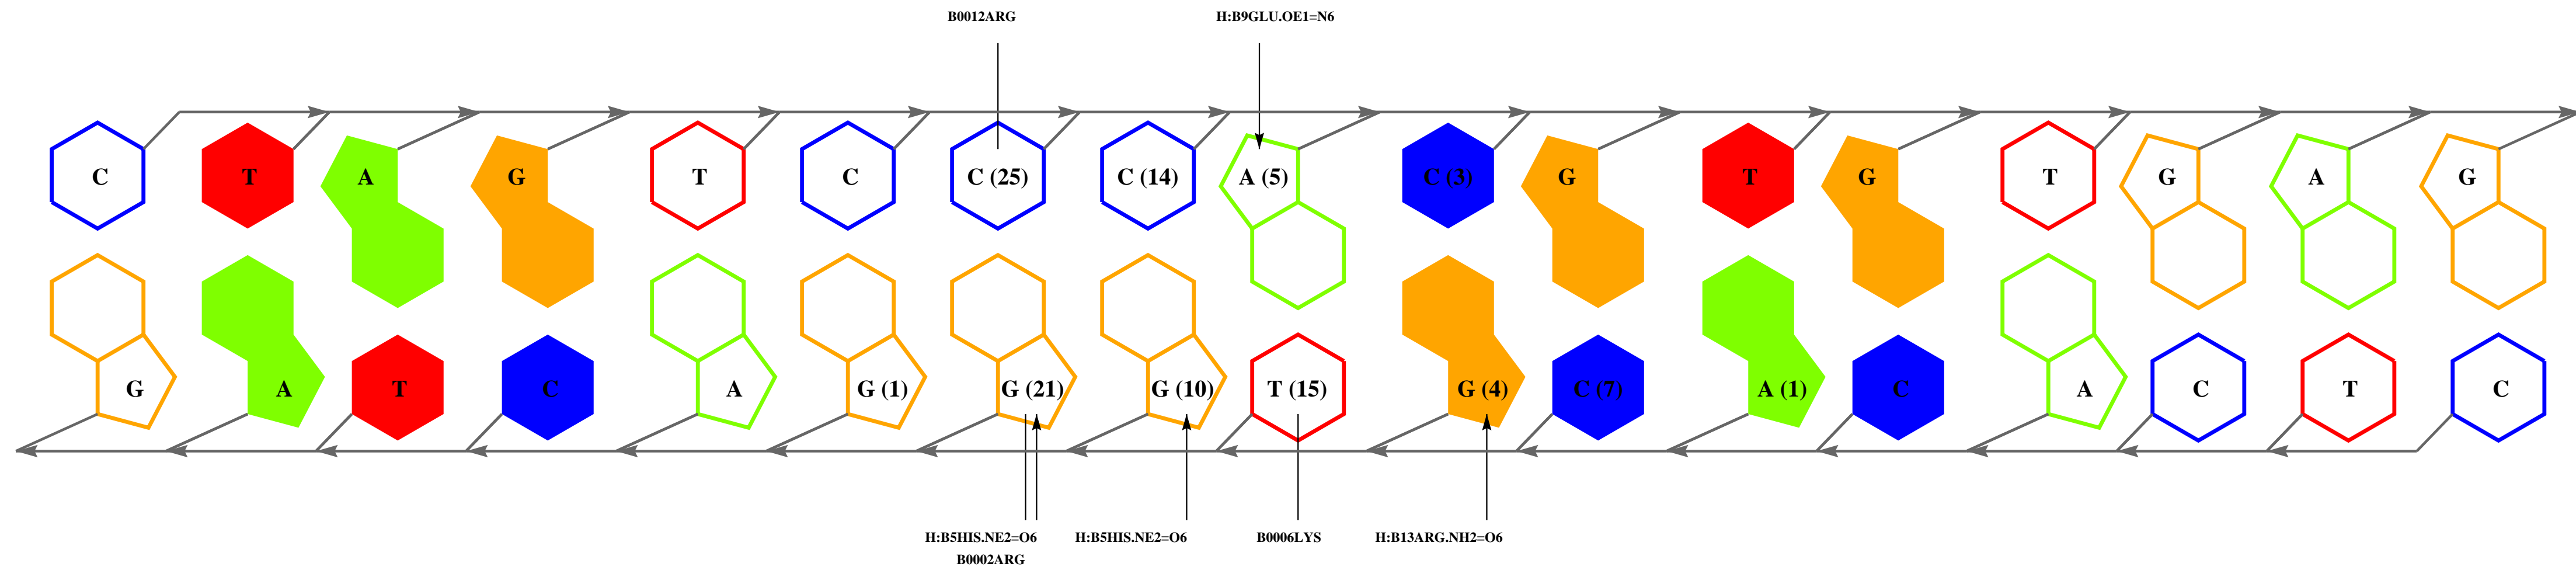 B0012ARG H:B9GLU.OE1=N6
C T A G T C C (25) C (14) A (5) C (3) G T G T G A G
G A T C A G (1) G (21) G (10) T (15) G (4) C (7) A (1) C A C T C
H:B5HIS.NE2=O6 H:B5HIS.NE2=O6 B0006LYS H:B13ARG.NH2=O6
B0002ARG